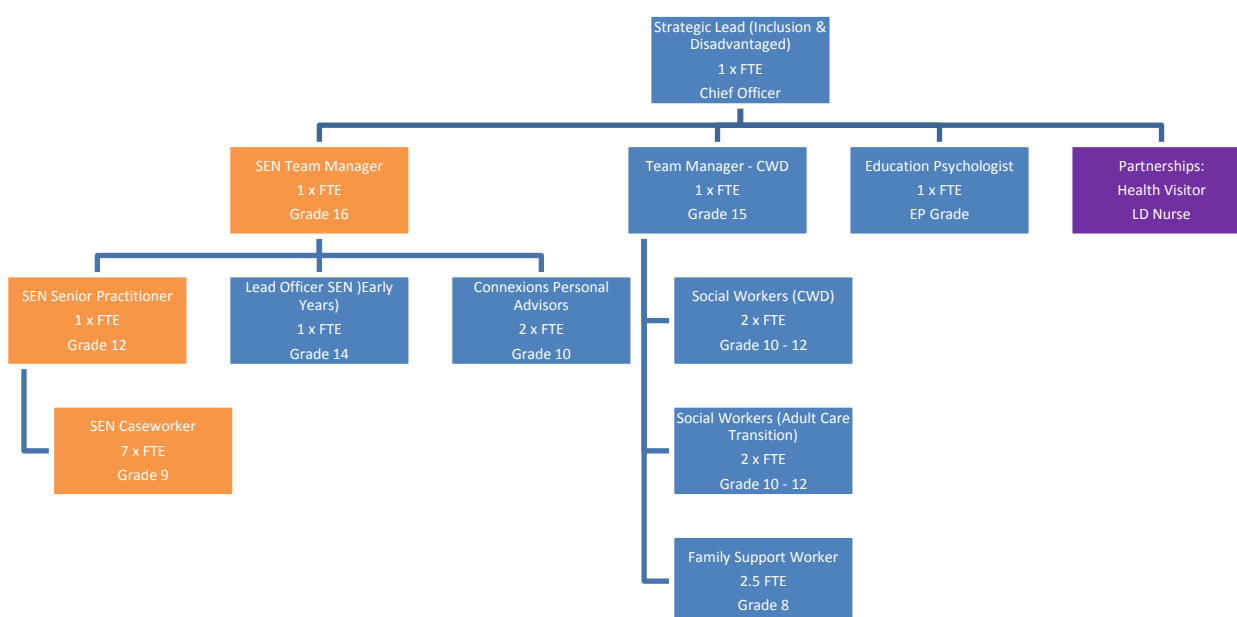 Strategic Lead (Inclusion &
Disadvantaged)
1 x FTE
Chief Officer
SEN Team Manager
1 x FTE
Grade 16
Team Manager - CWD
1 x FTE
Grade 15
Education Psychologist
1 x FTE
EP Grade
Partnerships:
Health Visitor
LD Nurse
SEN Senior Practitioner
1 x FTE
Grade 12
Lead Officer SEN )Early
Years)
1 x FTE
Grade 14
Connexions Personal
Advisors
2 x FTE
Grade 10
Social Workers (CWD)
2 x FTE
Grade 10 - 12
SEN Caseworker
7 x FTE
Grade 9
Social Workers (Adult Care
Transition)
2 x FTE
Grade 10 - 12
Family Support Worker
2.5 FTE
Grade 8